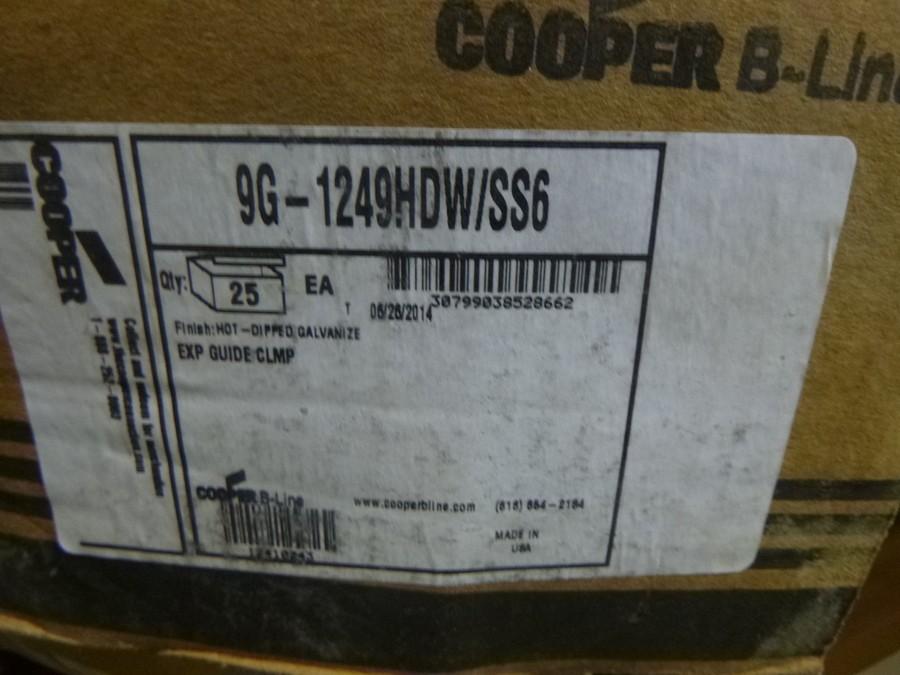 COOPER B-Line
9G-1249HDW/SS6
Qty: 25 EA
30799038528662
T 06/26/2014
Finish: HOT-DIPPED GALVANIZE
EXP GUIDE CLMP
COOPER B-Line
www.cooperbline.com (618) 654-2184
MADE IN
USA
COOPER